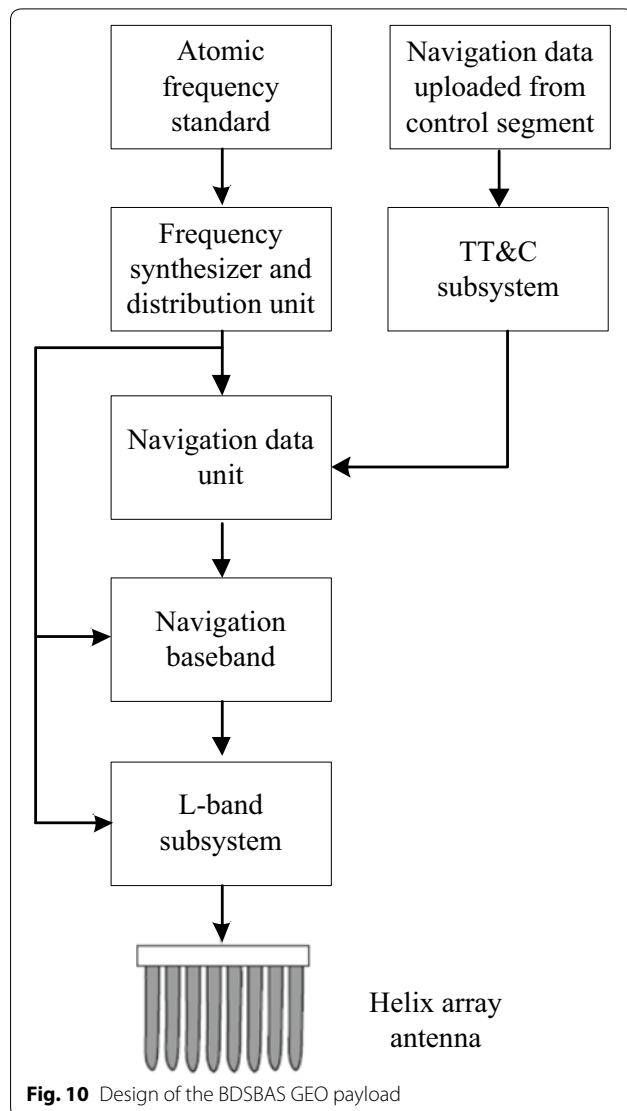 Atomic
frequency
standard
Navigation data
uploaded from
control segment
Frequency
synthesizer and
distribution unit
TT&C
subsystem
Navigation data
unit
Navigation
baseband
L-band
subsystem
Helix array
antenna
Fig. 10 Design of the BDSBAS GEO payload